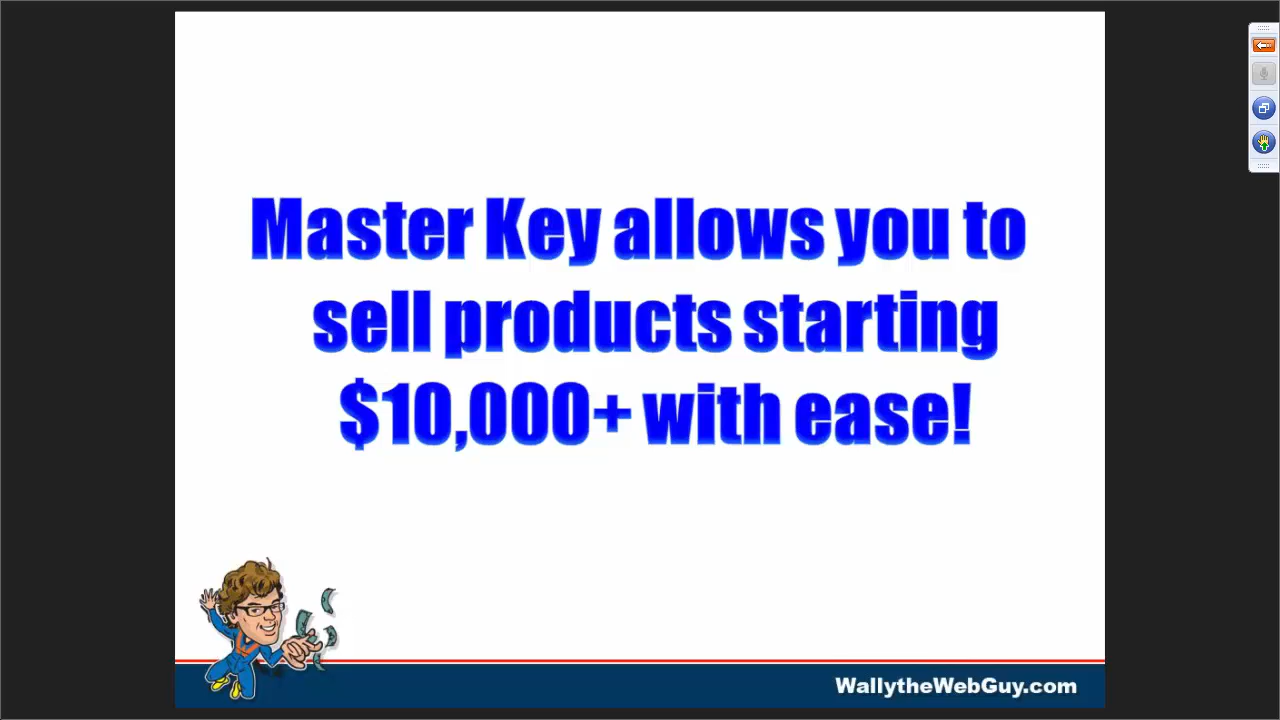 Master Key allows you to
sell products starting
$10,000+ with ease!
WallytheWebGuy.com